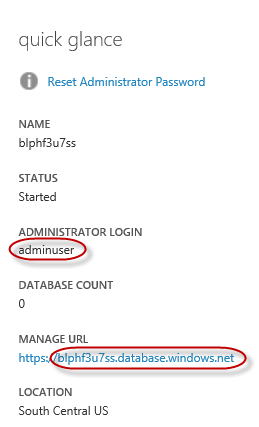 quick glance
Reset Administrator Password
NAME
blphf3u7ss
STATUS
Started
ADMINISTRATOR LOGIN
adminuser
DATABASE COUNT
0
MANAGE URL
https://blphf3u7ss.database.windows.net
LOCATION
South Central US